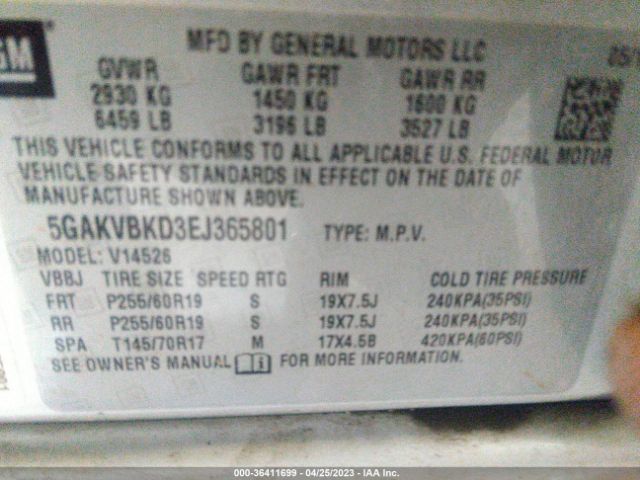 GM
MFD BY GENERAL MOTORS LLC
05/
GVWR GAWR FRT GAWR RR
2930 KG 1450 KG 1600 KG
6459 LB 3196 LB 3527 LB
THIS VEHICLE CONFORMS TO ALL APPLICABLE U.S. FEDERAL MOTOR
VEHICLE SAFETY STANDARDS IN EFFECT ON THE DATE OF
MANUFACTURE SHOWN ABOVE.
5GAKVBKD3EJ365801 TYPE: M.P.V.
MODEL: V14526
VBBJ TIRE SIZE SPEED RTG RIM COLD TIRE PRESSURE
FRT P255/60R19 S 19X7.5J 240KPA(35PSI)
RR P255/60R19 S 19X7.5J 240KPA(35PSI)
SPA T145/70R17 M 17X4.5B 420KPA(60PSI)
SEE OWNER'S MANUAL FOR MORE INFORMATION.
000-36411699 - 04/25/2023 - IAA Inc.